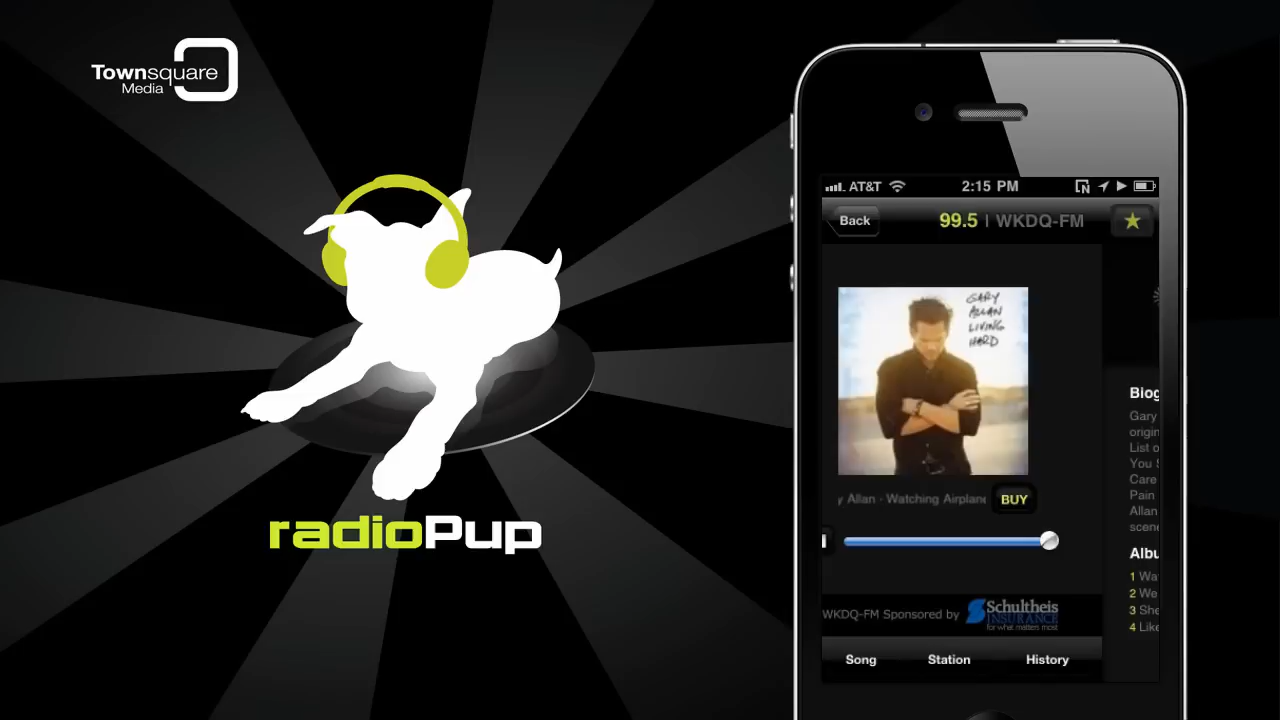 Townsquare
Media
radioPup
AT&T
2:15 PM
Back
99.5 | WKDQ-FM
GARY
ALLAN
LIVING
HARD
y Allan - Watching Airplane
BUY
WKDQ-FM Sponsored by
Schultheis
INSURANCE
for what matters most
Song
Station
History
Biog
Gary
origin
List o
You S
Care
Pain
Allan
scene
Albu
1 Wa
2 We
3 She
4 Like